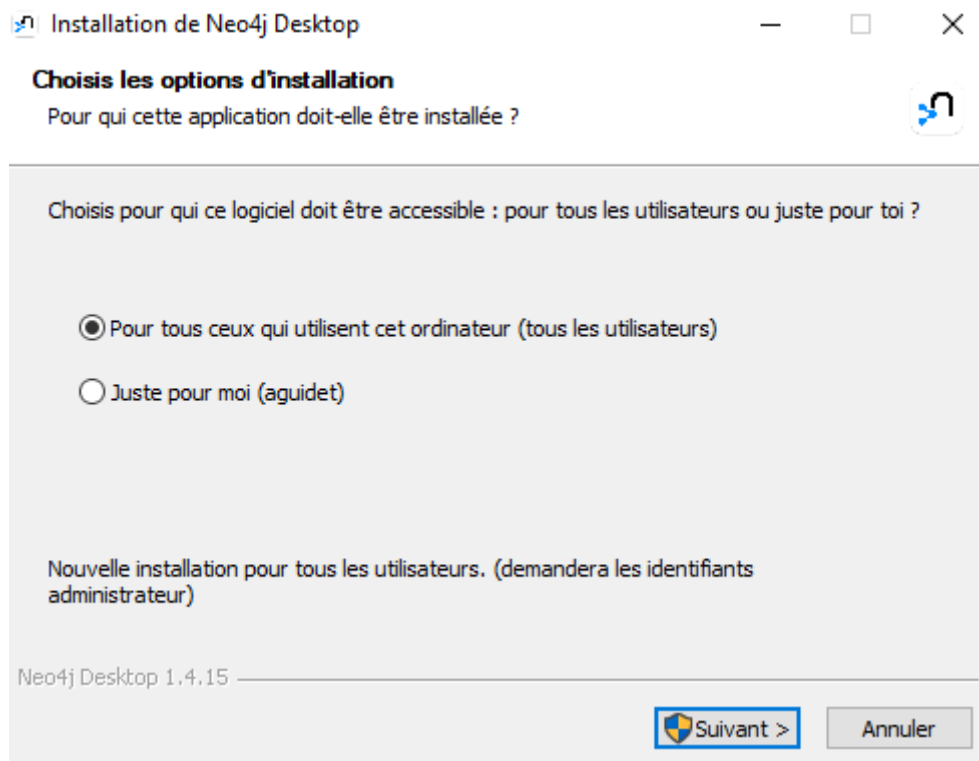 Installation de Neo4j Desktop
Choisis les options d'installation
Pour qui cette application doit-elle être installée ?
Choisis pour qui ce logiciel doit être accessible : pour tous les utilisateurs ou juste pour toi ?
Pour tous ceux qui utilisent cet ordinateur (tous les utilisateurs)
Juste pour moi (aguidet)
Nouvelle installation pour tous les utilisateurs. (demandera les identifiants
administrateur)
Neo4j Desktop 1.4.15
Suivant >
Annuler